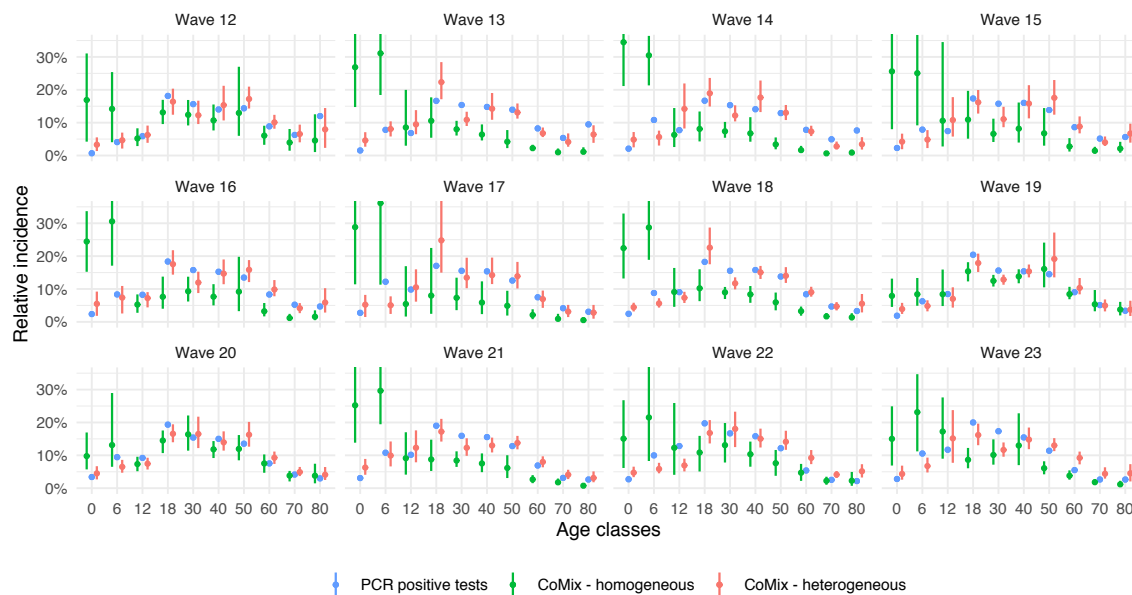 Wave 12 Wave 13 Wave 14 Wave 15
30%
20%
10%
0%
Wave 16 Wave 17 Wave 18 Wave 19
30%
20%
10%
0%
Wave 20 Wave 21 Wave 22 Wave 23
30%
20%
10%
0%
0 6 12 18 30 40 50 60 70 80 0 6 12 18 30 40 50 60 70 80 0 6 12 18 30 40 50 60 70 80 0 6 12 18 30 40 50 60 70 80
Relative incidence
Age classes
PCR positive tests CoMix - homogeneous CoMix - heterogeneous